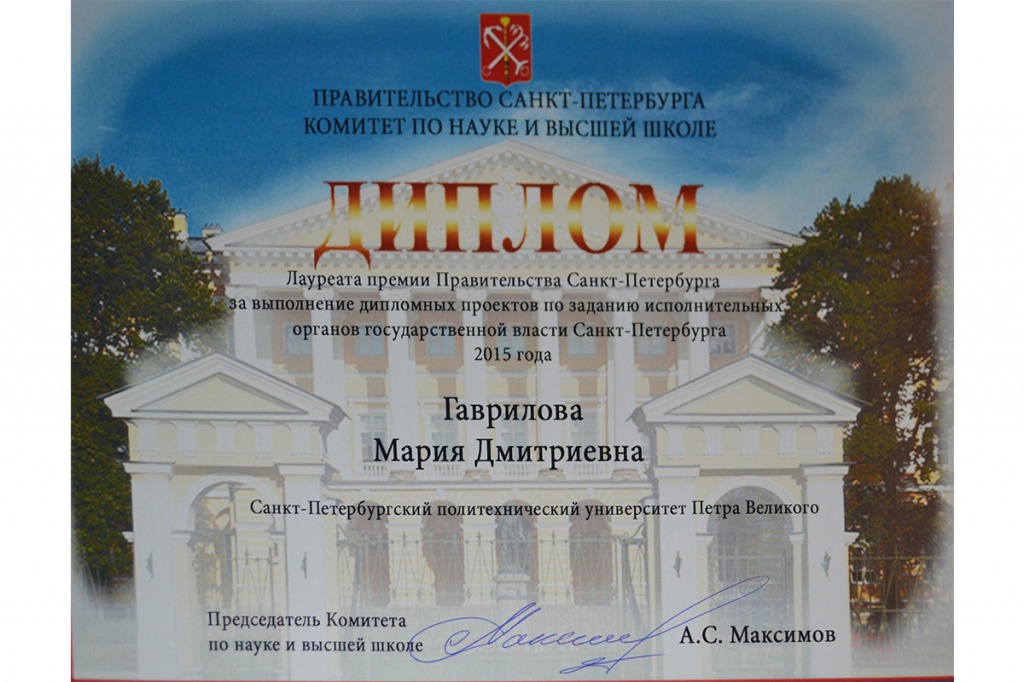 ПРАВИТЕЛЬСТВО САНКТ-ПЕТЕРБУРГА
КОМИТЕТ ПО НАУКЕ И ВЫСШЕЙ ШКОЛЕ
ДИПЛОМ
Лауреата премии Правительства Санкт-Петербурга
за выполнение дипломных проектов по заданию исполнительных
органов государственной власти Санкт-Петербурга
2015 года
Гаврилова
Мария Дмитриевна
Санкт-Петербургский политехнический университет Петра Великого
Председатель Комитета
по науке и высшей школе
А.С. Максимов